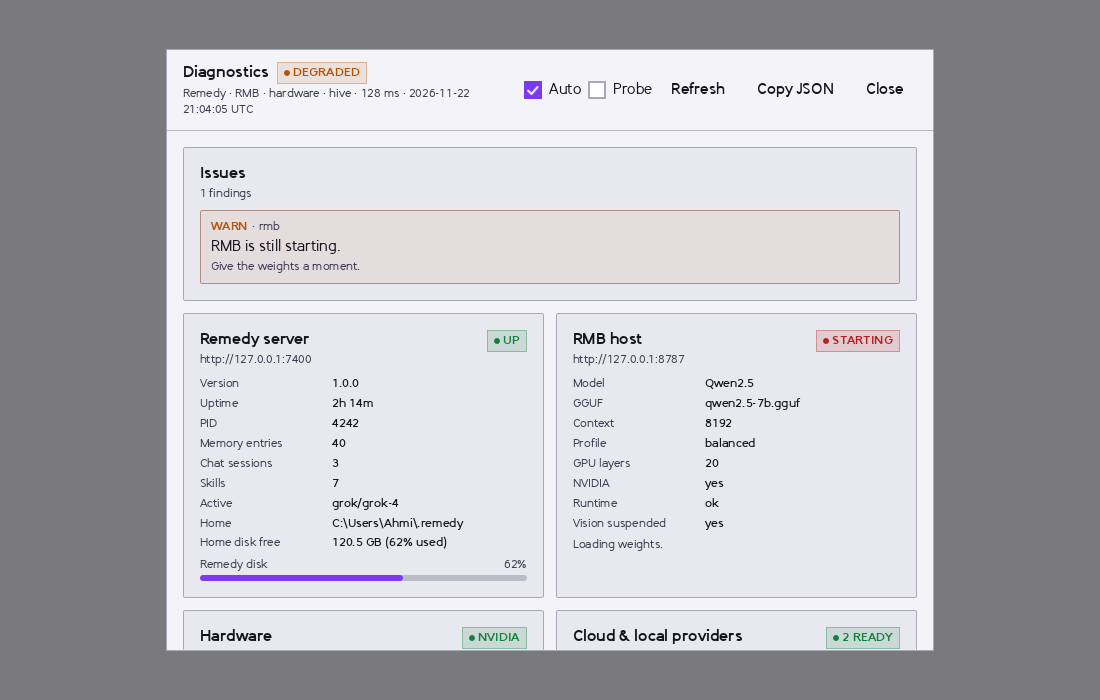 Diagnostics
DEGRADED
Remedy · RMB · hardware · hive · 128 ms · 2026-11-22
21:04:05 UTC
Auto
Probe
Refresh
Copy JSON
Close
Issues
1 findings
WARN · rmb
RMB is still starting.
Give the weights a moment.
Remedy server
UP
http://127.0.0.1:7400
Version 1.0.0
Uptime 2h 14m
PID 4242
Memory entries 40
Chat sessions 3
Skills 7
Active grok/grok-4
Home C:\Users\Ahmi\.remedy
Home disk free 120.5 GB (62% used)
Remedy disk 62%
RMB host
STARTING
http://127.0.0.1:8787
Model Qwen2.5
GGUF qwen2.5-7b.gguf
Context 8192
Profile balanced
GPU layers 20
NVIDIA yes
Runtime ok
Vision suspended yes
Loading weights.
Hardware
NVIDIA
Cloud & local providers
2 READY